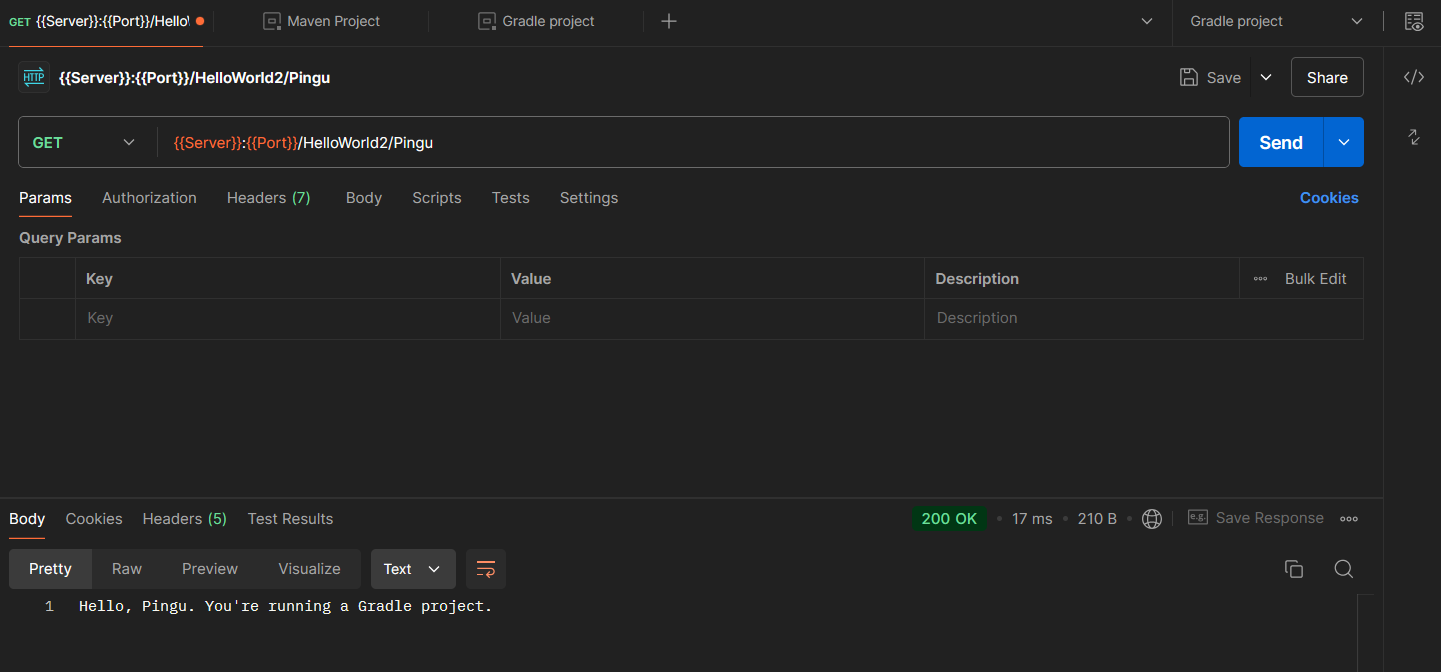 GET {{Server}}:{{Port}}/HelloW Maven Project Gradle project Gradle project
HTTP {{Server}}:{{Port}}/HelloWorld2/Pingu Save Share
GET {{Server}}:{{Port}}/HelloWorld2/Pingu Send
Params Authorization Headers (7) Body Scripts Tests Settings Cookies
Query Params
Key Value Description Bulk Edit
Key Value Description
Body Cookies Headers (5) Test Results 200 OK 17 ms 210 B e.g. Save Response
Pretty Raw Preview Visualize Text
1 Hello, Pingu. You're running a Gradle project.